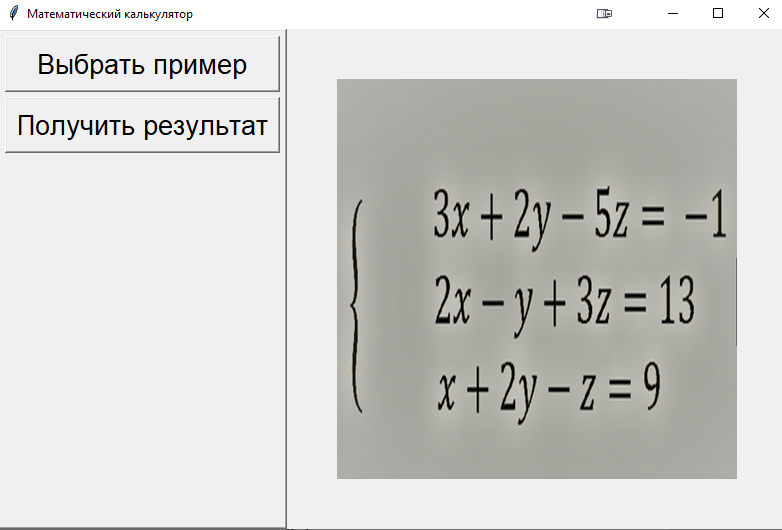 Математический калькулятор
Выбрать пример
Получить результат
3x + 2y − 5z = −1
2x − y + 3z = 13
x + 2y − z = 9